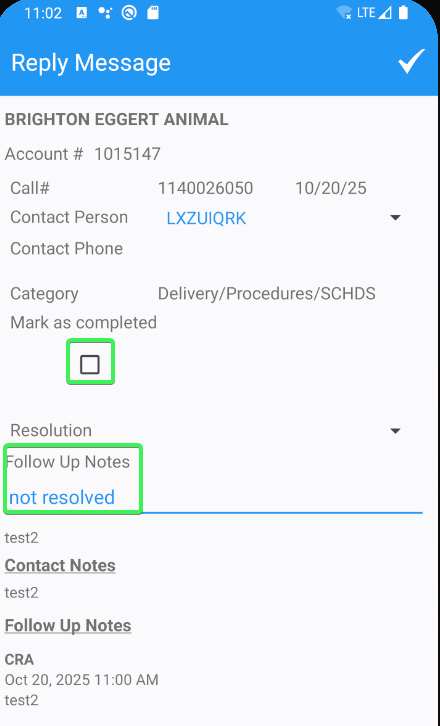 11:02 A LTE
Reply Message
BRIGHTON EGGERT ANIMAL
Account # 1015147
Call# 1140026050 10/20/25
Contact Person LXZUIQRK
Contact Phone
Category Delivery/Procedures/SCHDS
Mark as completed
Resolution
Follow Up Notes
not resolved
test2
Contact Notes
test2
Follow Up Notes
CRA
Oct 20, 2025 11:00 AM
test2